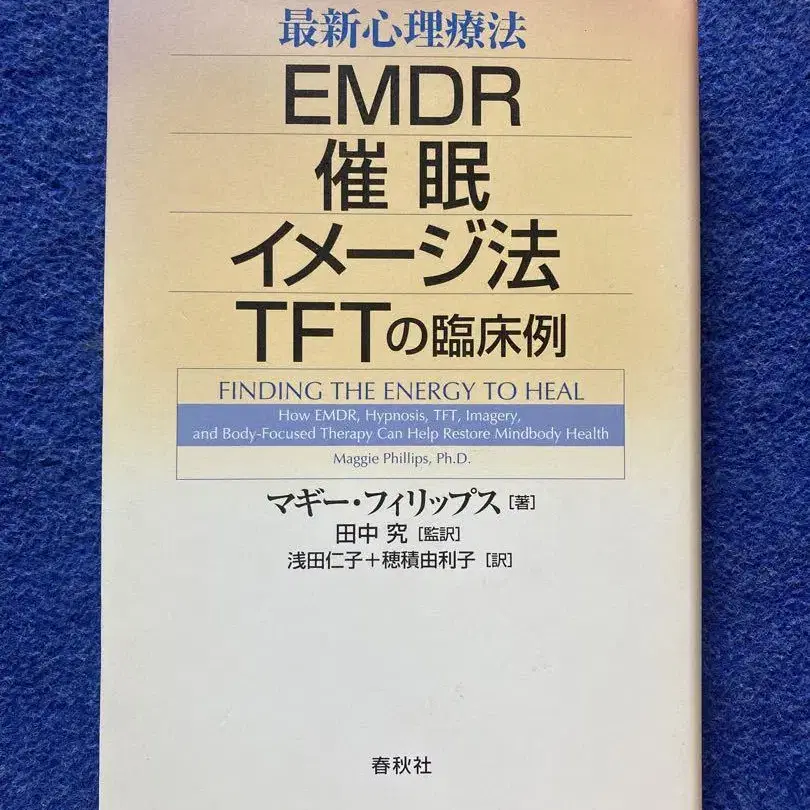 最新心理療法
EMDR
催眠
イメージ法
TFTの臨床例
FINDING THE ENERGY TO HEAL
How EMDR, Hypnosis, TFT, Imagery,
and Body-Focused Therapy Can Help Restore Mindbody Health
Maggie Phillips, Ph.D.
マギー・フィリップス［著］
田中 究［監訳］
浅田仁子＋穂積由利子［訳］
春秋社